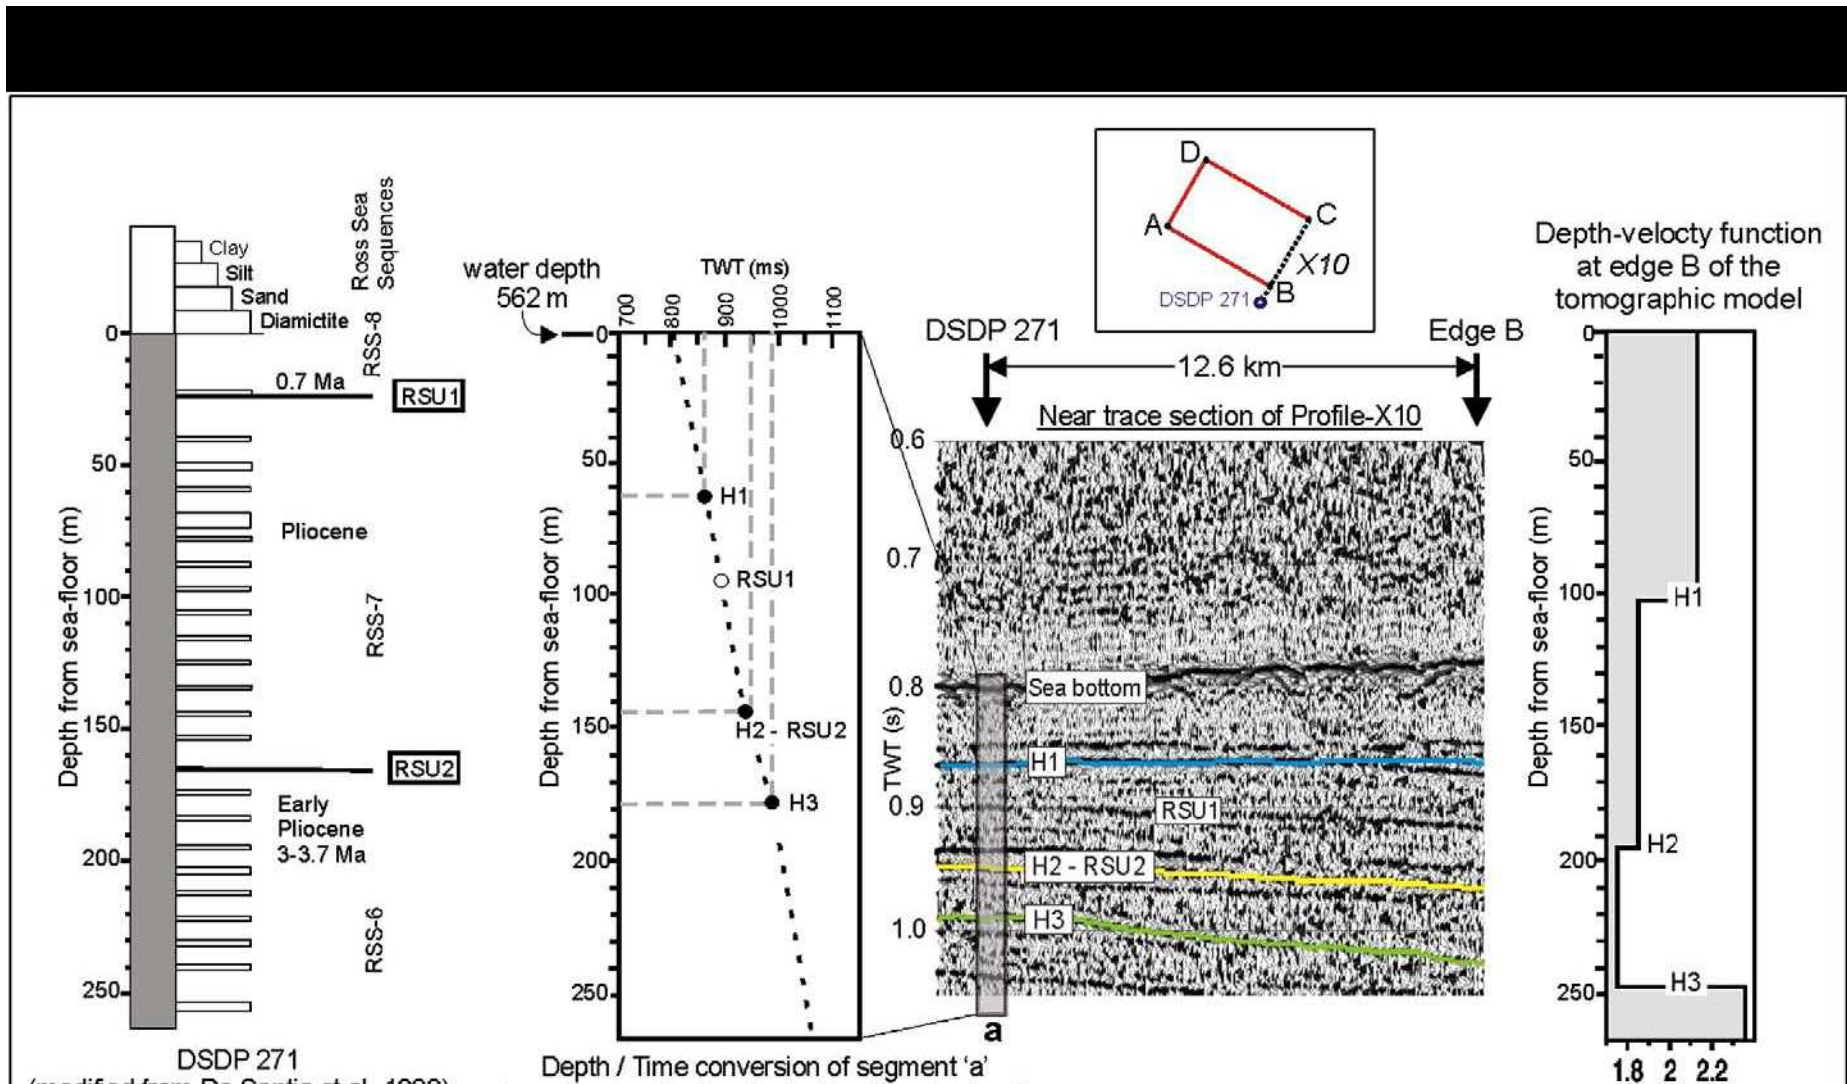 Ross Sea
Sequences
Clay
Silt
Sand
Diamictite
RSS-8
0.7 Ma
RSU1
Pliocene
RSS-7
RSU2
Early
Pliocene
3-3.7 Ma
RSS-6
Depth from sea-floor (m)
0
50
100
150
200
250
DSDP 271
water depth
562 m
TWT (ms)
700
800
900
1000
1100
Depth from sea-floor (m)
0
50
100
150
200
250
H1
RSU1
H2 - RSU2
H3
Depth / Time conversion of segment 'a'
D
A
C
B
X10
DSDP 271
DSDP 271
Edge B
12.6 km
Near trace section of Profile-X10
TWT (s)
0.6
0.7
0.8
0.9
1.0
Sea bottom
H1
RSU1
H2 - RSU2
H3
a
Depth-velocty function
at edge B of the
tomographic model
Depth from sea-floor (m)
0
50
100
150
200
250
H1
H2
H3
1.8 2 2.2